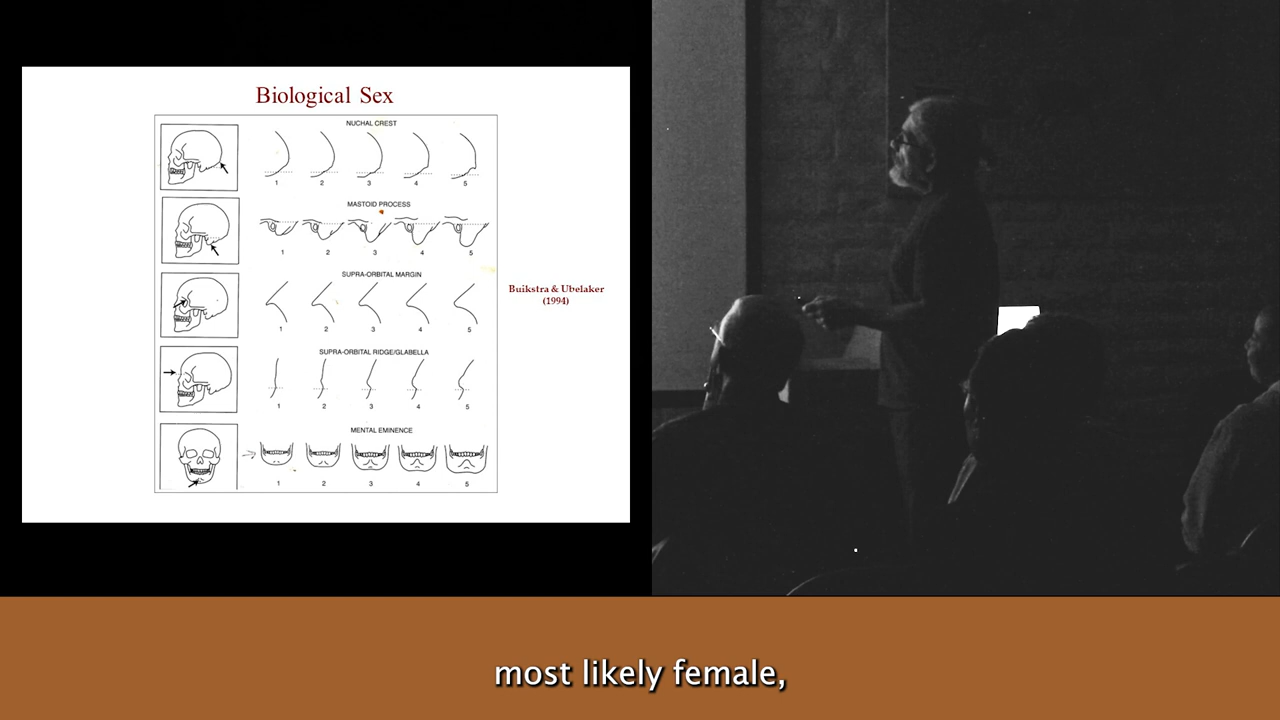 Biological Sex
NUCHAL CREST
1 2 3 4 5
MASTOID PROCESS
1 2 3 4 5
SUPRA-ORBITAL MARGIN
1 2 3 4 5
Buikstra & Ubelaker
(1994)
SUPRA-ORBITAL RIDGE/GLABELLA
1 2 3 4 5
MENTAL EMINENCE
1 2 3 4 5
most likely female,